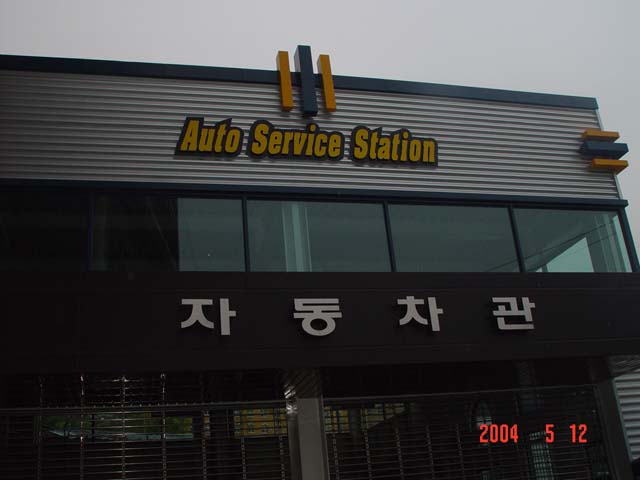 Auto Service Station
자동차관
2004 5 12